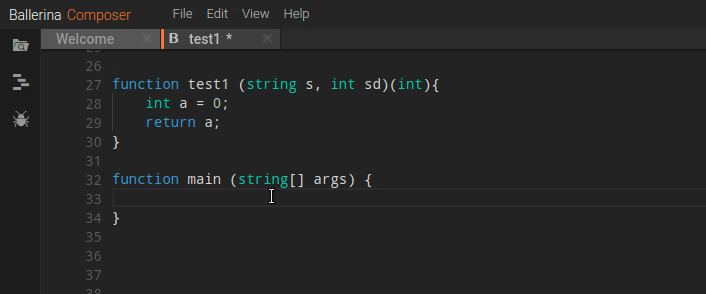 Ballerina Composer File Edit View Help
Welcome × B test1 * ×
26
27 function test1 (string s, int sd)(int){
28 int a = 0;
29 return a;
30 }
31
32 function main (string[] args) {
33
34 }
35
36
37